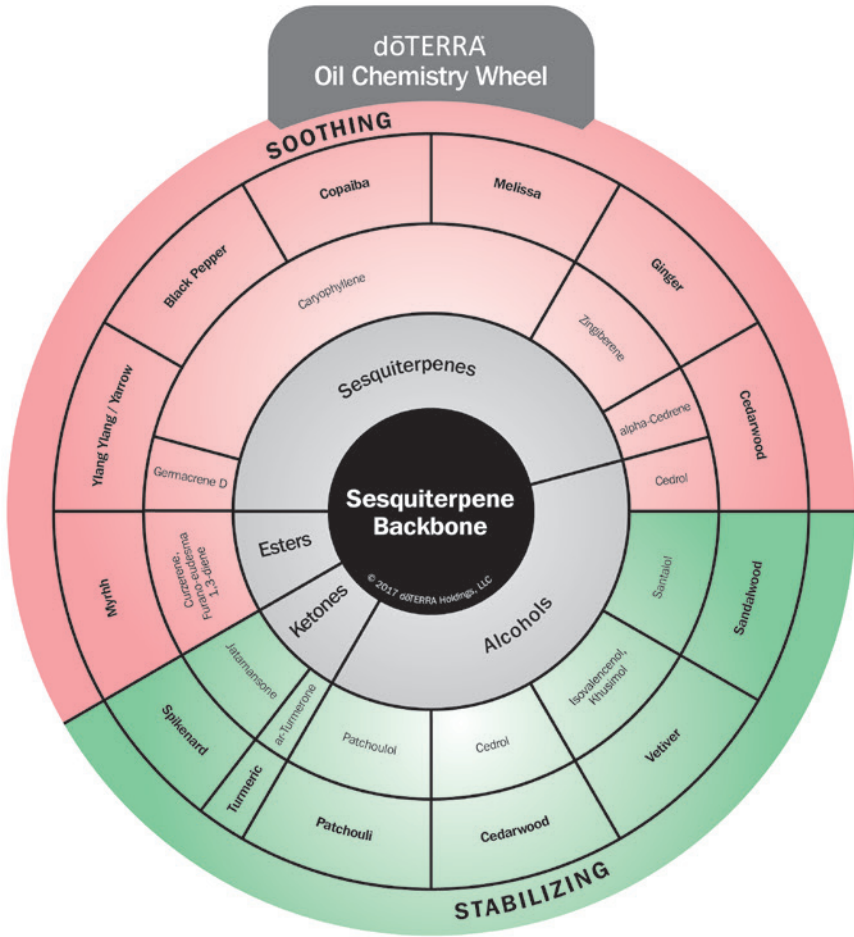 dōTERRA®
Oil Chemistry Wheel
SOOTHING
Copaiba
Melissa
Black Pepper
Ginger
Caryophyllene
Zingiberene
Ylang Ylang / Yarrow
Sesquiterpenes
alpha-Cedrene
Cedarwood
Germacrene D
Cedrol
Sesquiterpene
Backbone
© 2017 dōTERRA Holdings, LLC
Esters
Curzerene,
Furano-eudesma
1,3-diene
Myrhh
Ketones
Alcohols
Santalol
Sandalwood
Jatamansone
Spikenard
ar-Turmerone
Turmeric
Patchoulol
Patchouli
Cedrol
Cedarwood
Isovalencenol,
Khusimol
Vetiver
STABILIZING